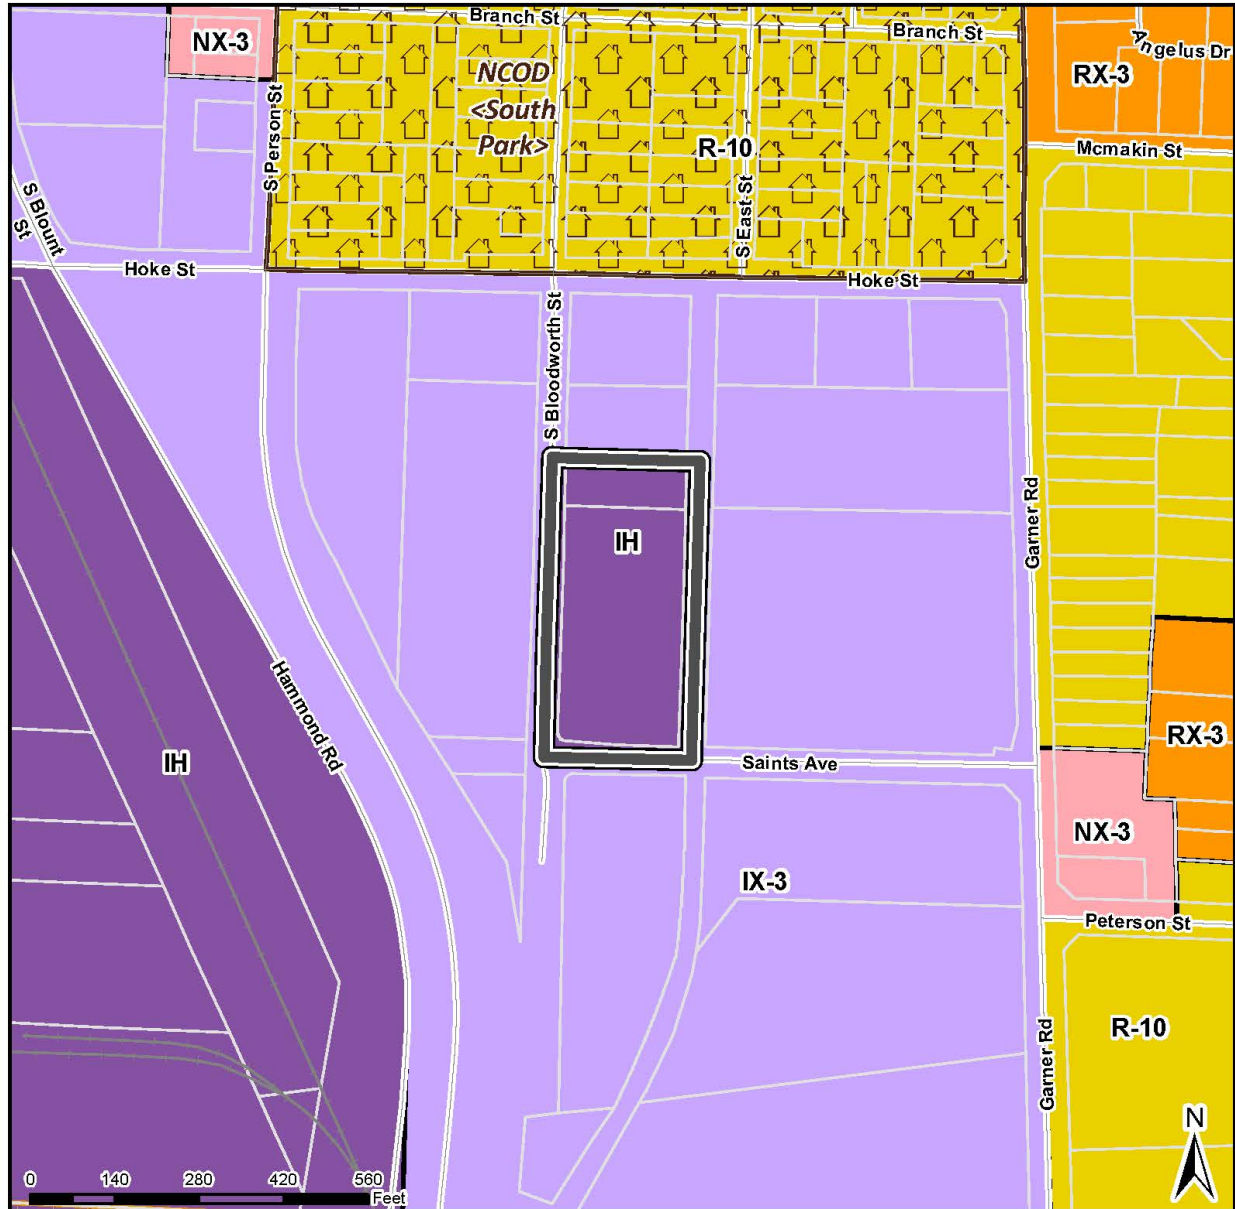 Branch St
Branch St
Angelus Dr
NX-3
NCOD
<South
Park>
RX-3
R-10
Mcmakin St
S Person St
S East St
S Blount
St
Hoke St
Hoke St
S Bloodworth St
Garner Rd
IH
Hammond Rd
IH
RX-3
Saints Ave
NX-3
IX-3
Peterson St
R-10
Garner Rd
N
0 140 280 420 560
Feet